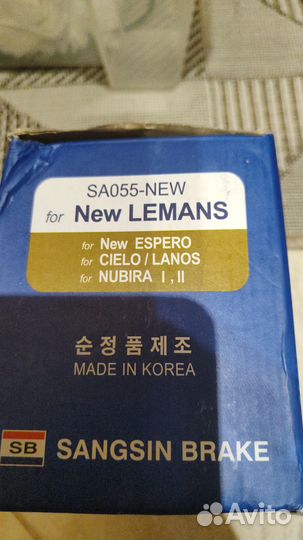 SA055-NEW
for New LEMANS
for New ESPERO
for CIELO / LANOS
for NUBIRA I , II
순정품제조
MADE IN KOREA
SB SANGSIN BRAKE
Avito